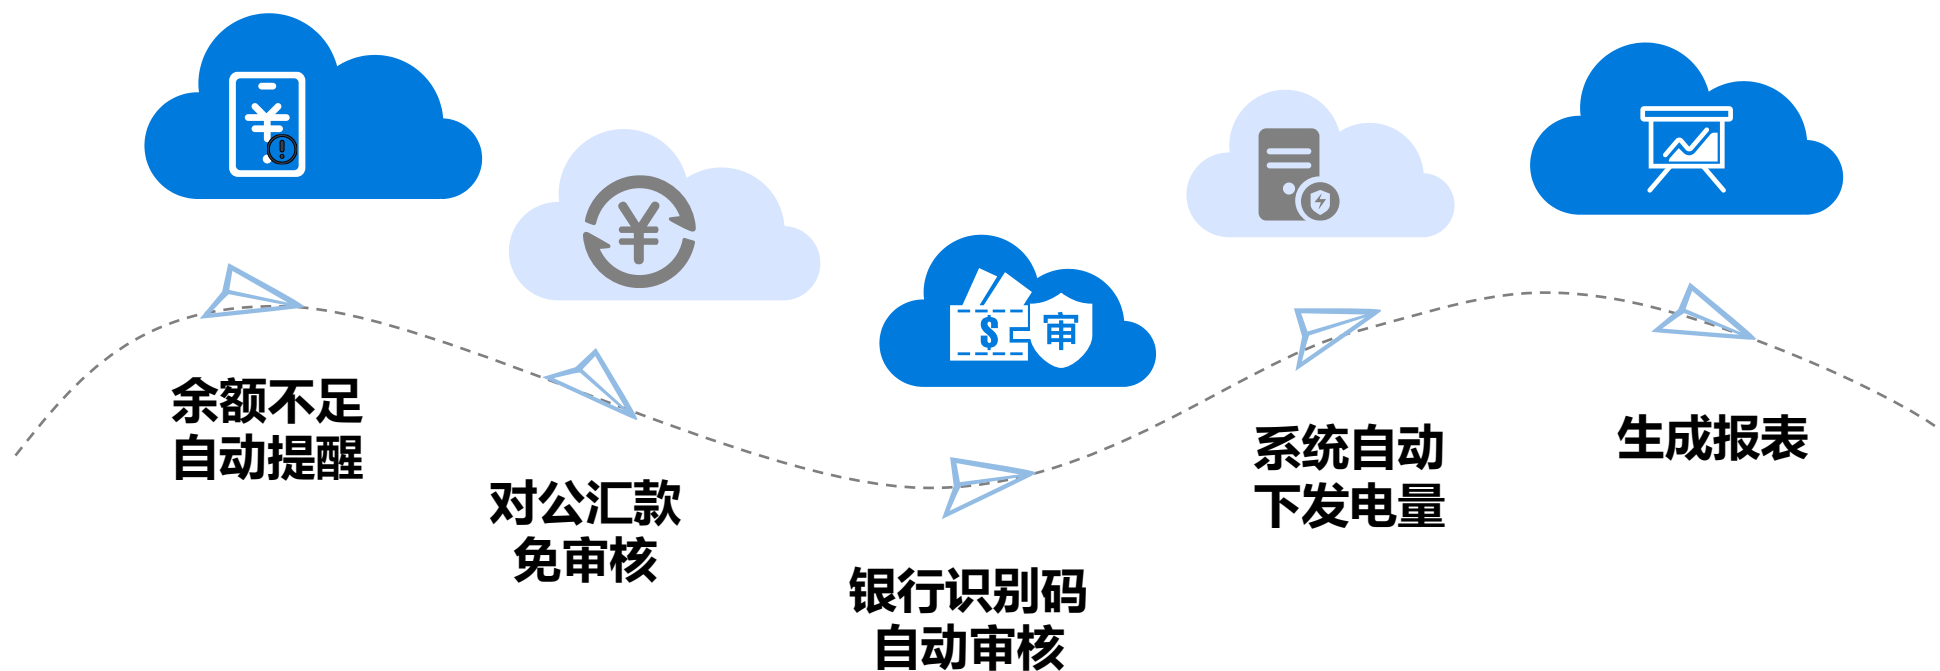 ¥
余额不足
自动提醒
¥
对公汇款
免审核
$
审
银行识别码
自动审核
系统自动
下发电量
生成报表